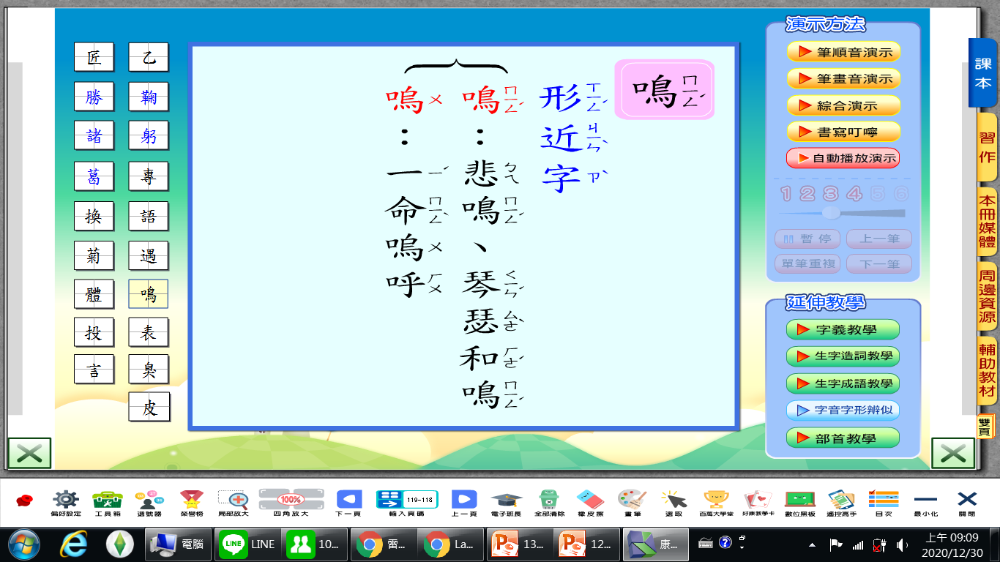 乙
鞠
躬
專
語
遇
鳴
表
臭
皮
匠
勝
諸
葛
換
菊
體
投
言
鳴ㄇㄧㄥˊ
形ㄒㄧㄥˊ近ㄐㄧㄣˋ字ㄗˋ
鳴ㄇㄧㄥˊ：悲ㄅㄟ鳴ㄇㄧㄥˊ、琴ㄑㄧㄣˊ瑟ㄙㄜˋ和ㄏㄜˊ鳴ㄇㄧㄥˊ
嗚ㄨ：一ㄧˊ命ㄇㄧㄥˋ嗚ㄨ呼ㄏㄨ
演示方法
筆順音演示
筆畫音演示
綜合演示
書寫叮嚀
自動播放演示
1 2 3 4 5 6
暫停
上一筆
單筆重複
下一筆
延伸教學
字義教學
生字造詞教學
生字成語教學
字音字形辨似
部首教學
課本
習作
本冊媒體
周邊資源
輔助教材
雙頁
偏好設定
工具箱
選號器
榮譽榜
局部放大
100%
四角放大
下一頁
119-118
輸入頁碼
上一頁
電子班長
全部清除
橡皮擦
畫筆
選取
百萬大學堂
好康教學卡
數位黑板
遙控高手
目次
最小化
關閉
電腦
LINE
LINE
10...
雷...
La...
13...
12...
康...
上午 09:09
2020/12/30